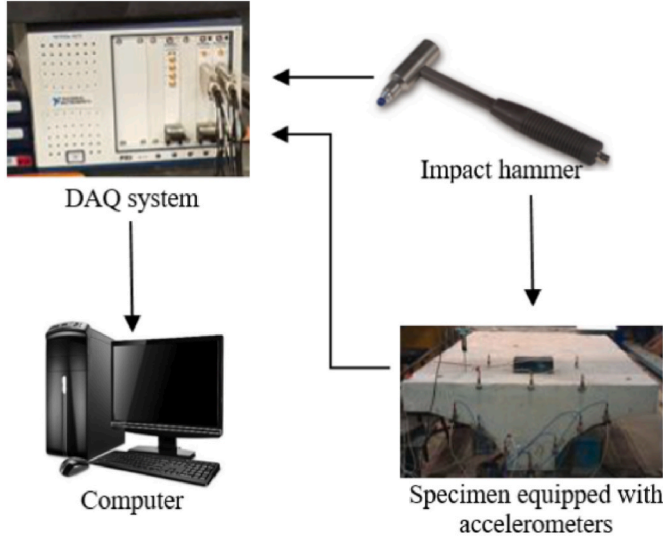 DAQ system
Impact hammer
Computer
Specimen equipped with
accelerometers